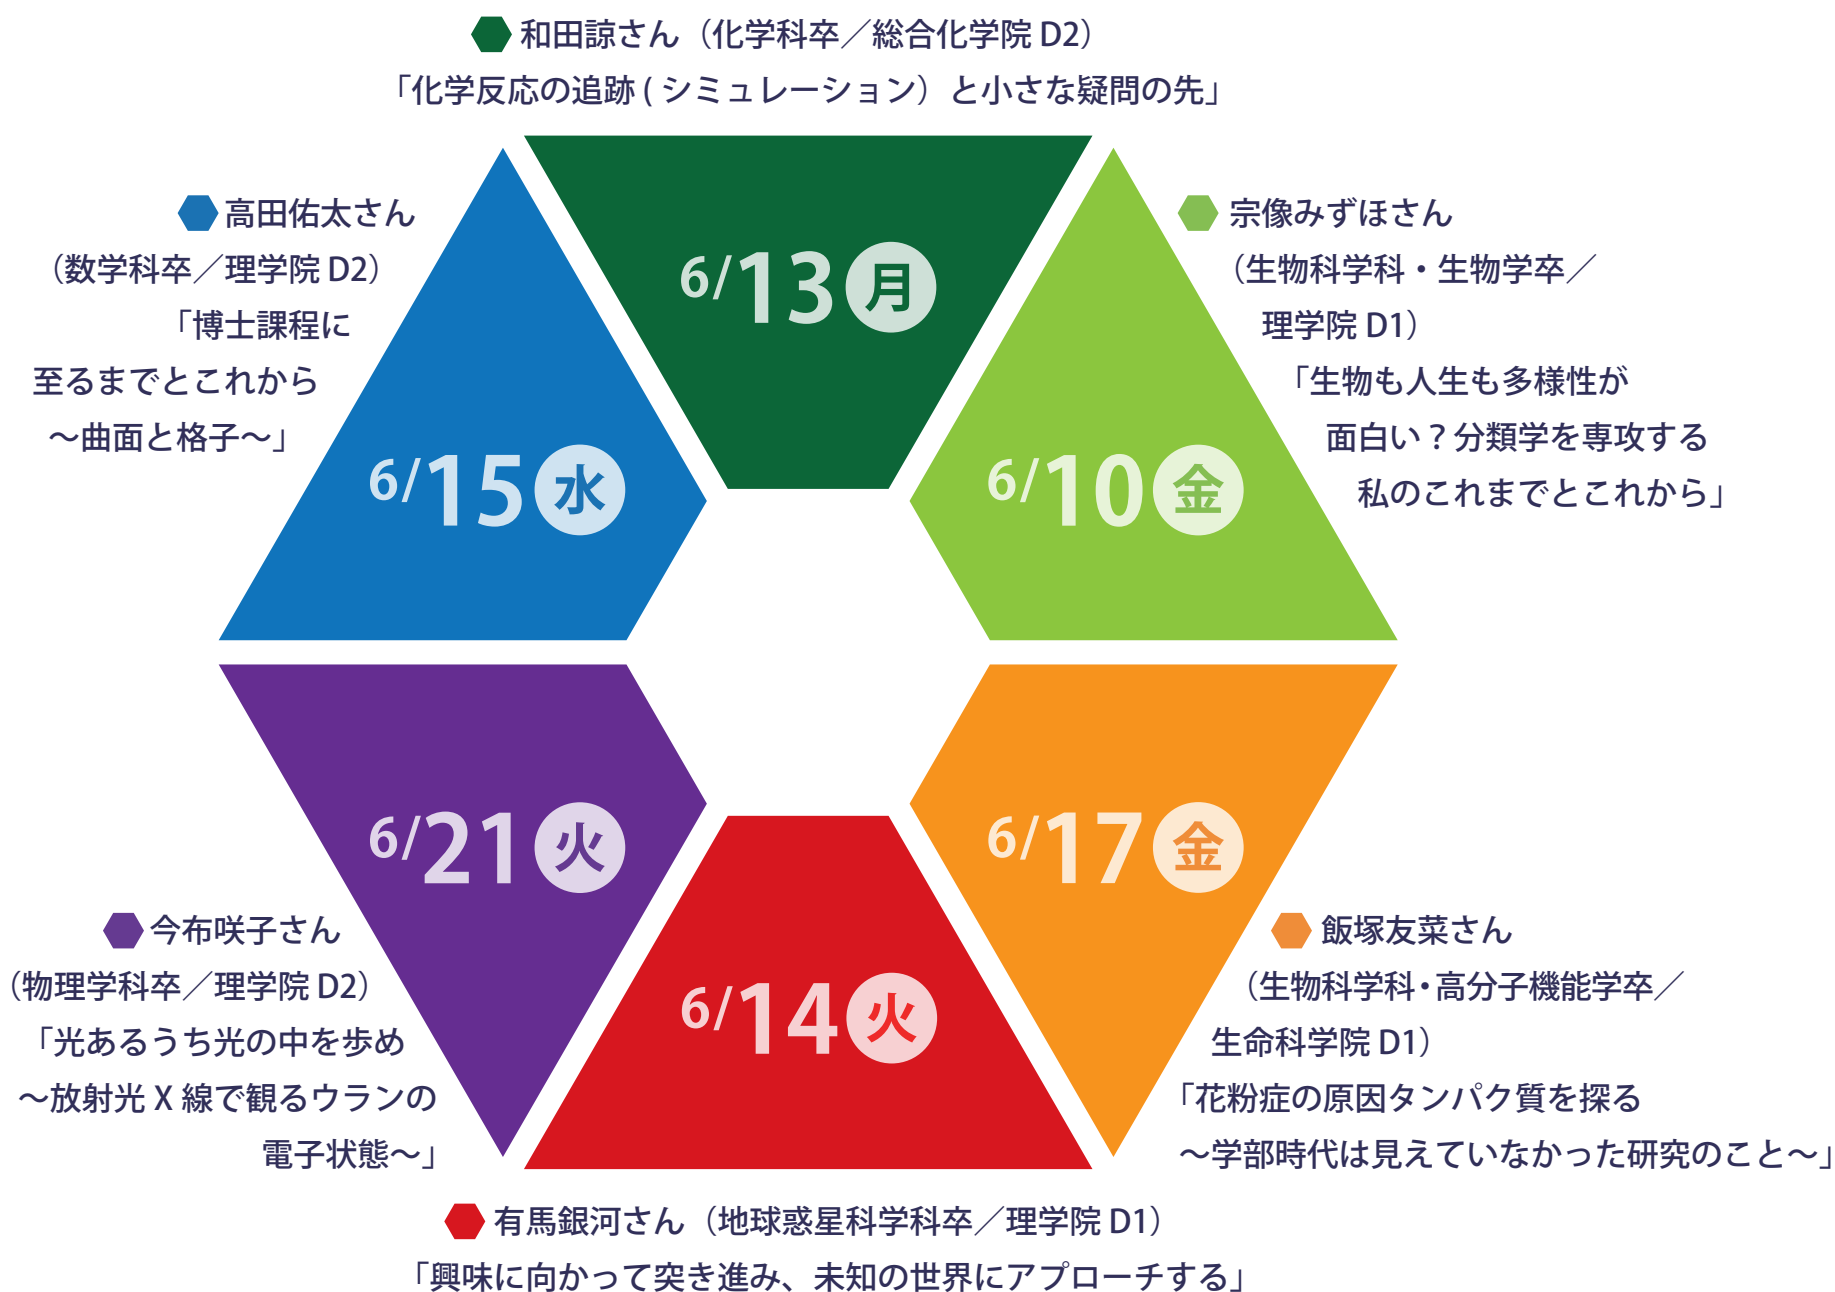 和田諒さん（化学科卒／総合化学院 D2）
「化学反応の追跡 ( シミュレーション）と小さな疑問の先」
6/13 月
高田佑太さん
（数学科卒／理学院 D2）
「博士課程に
至るまでとこれから
～曲面と格子～」
6/15 水
宗像みずほさん
（生物科学科・生物学卒／
理学院 D1）
「生物も人生も多様性が
面白い？分類学を専攻する
私のこれまでとこれから」
6/10 金
6/21 火
今布咲子さん
（物理学科卒／理学院 D2）
「光あるうち光の中を歩め
～放射光 X 線で観るウランの
電子状態～」
6/17 金
飯塚友菜さん
（生物科学科・高分子機能学卒／
生命科学院 D1）
「花粉症の原因タンパク質を探る
～学部時代は見えていなかった研究のこと～」
6/14 火
有馬銀河さん（地球惑星科学科卒／理学院 D1）
「興味に向かって突き進み、未知の世界にアプローチする」